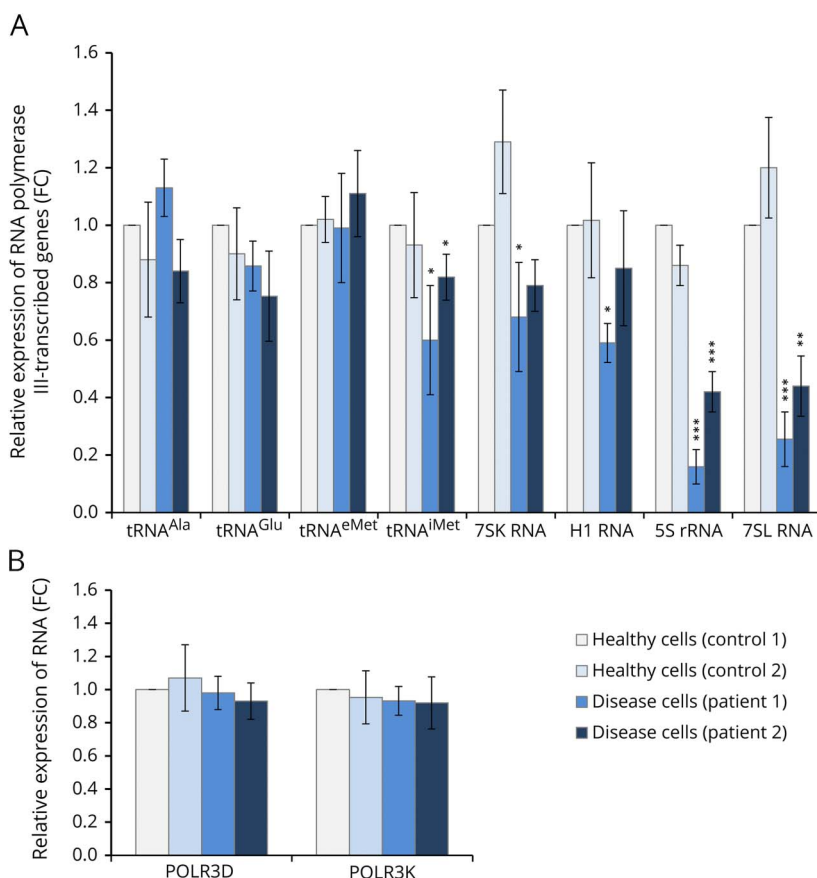 A
Relative expression of RNA polymerase
III-transcribed genes (FC)
1.6
1.4
1.2
1.0
0.8
0.6
0.4
0.2
0.0
* * * * *** *** *** **
tRNAAla tRNAGlu tRNAeMet tRNAiMet 7SK RNA H1 RNA 5S rRNA 7SL RNA
B
Relative expression of RNA (FC)
1.6
1.4
1.2
1.0
0.8
0.6
0.4
0.2
0.0
POLR3D POLR3K
Healthy cells (control 1)
Healthy cells (control 2)
Disease cells (patient 1)
Disease cells (patient 2)